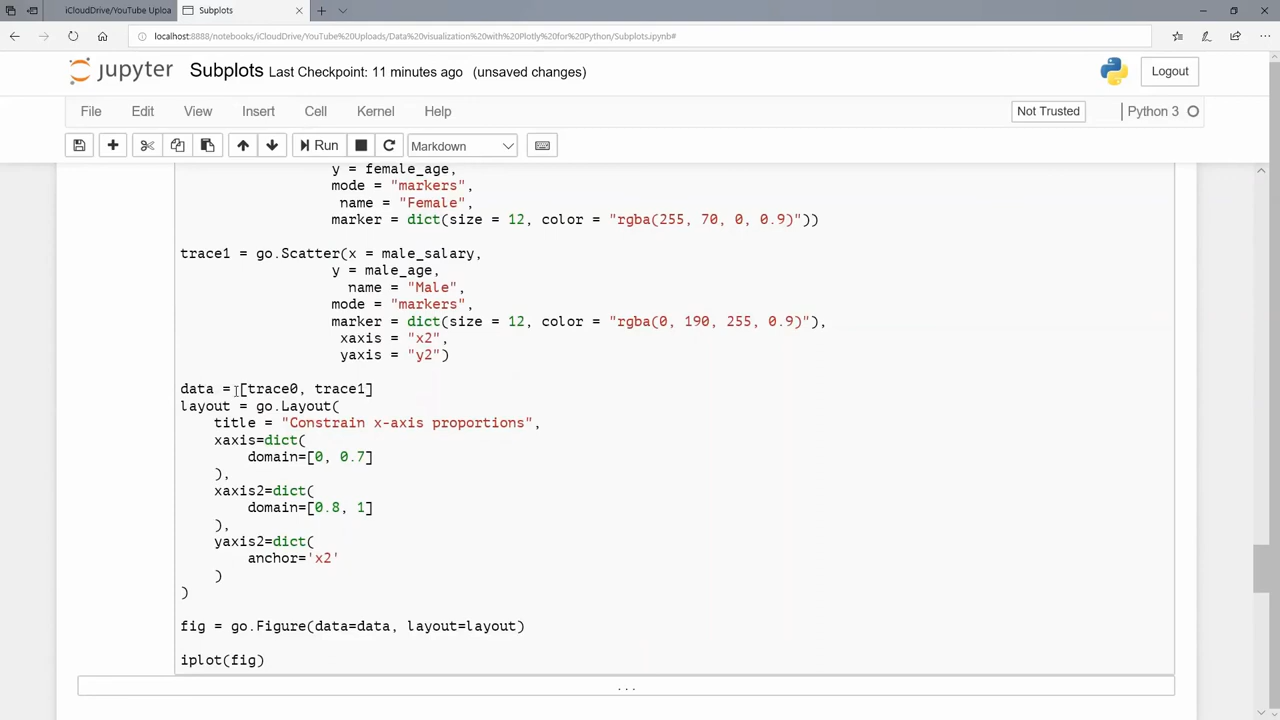 iCloudDrive/YouTube Uploa
Subplots
localhost:8888/notebooks/iCloudDrive/YouTube%20Uploads/Data%20visualization%20with%20Plotly%20for%20Python/Subplots.ipynb#
jupyter Subplots Last Checkpoint: 11 minutes ago (unsaved changes)
Logout
File Edit View Insert Cell Kernel Help
Not Trusted
Python 3
Run
Markdown
y = female_age,
mode = "markers",
name = "Female",
marker = dict(size = 12, color = "rgba(255, 70, 0, 0.9)"))
trace1 = go.Scatter(x = male_salary,
y = male_age,
name = "Male",
mode = "markers",
marker = dict(size = 12, color = "rgba(0, 190, 255, 0.9)"),
xaxis = "x2",
yaxis = "y2")
data = [trace0, trace1]
layout = go.Layout(
title = "Constrain x-axis proportions",
xaxis=dict(
domain=[0, 0.7]
),
xaxis2=dict(
domain=[0.8, 1]
),
yaxis2=dict(
anchor='x2'
)
)
fig = go.Figure(data=data, layout=layout)
iplot(fig)
...